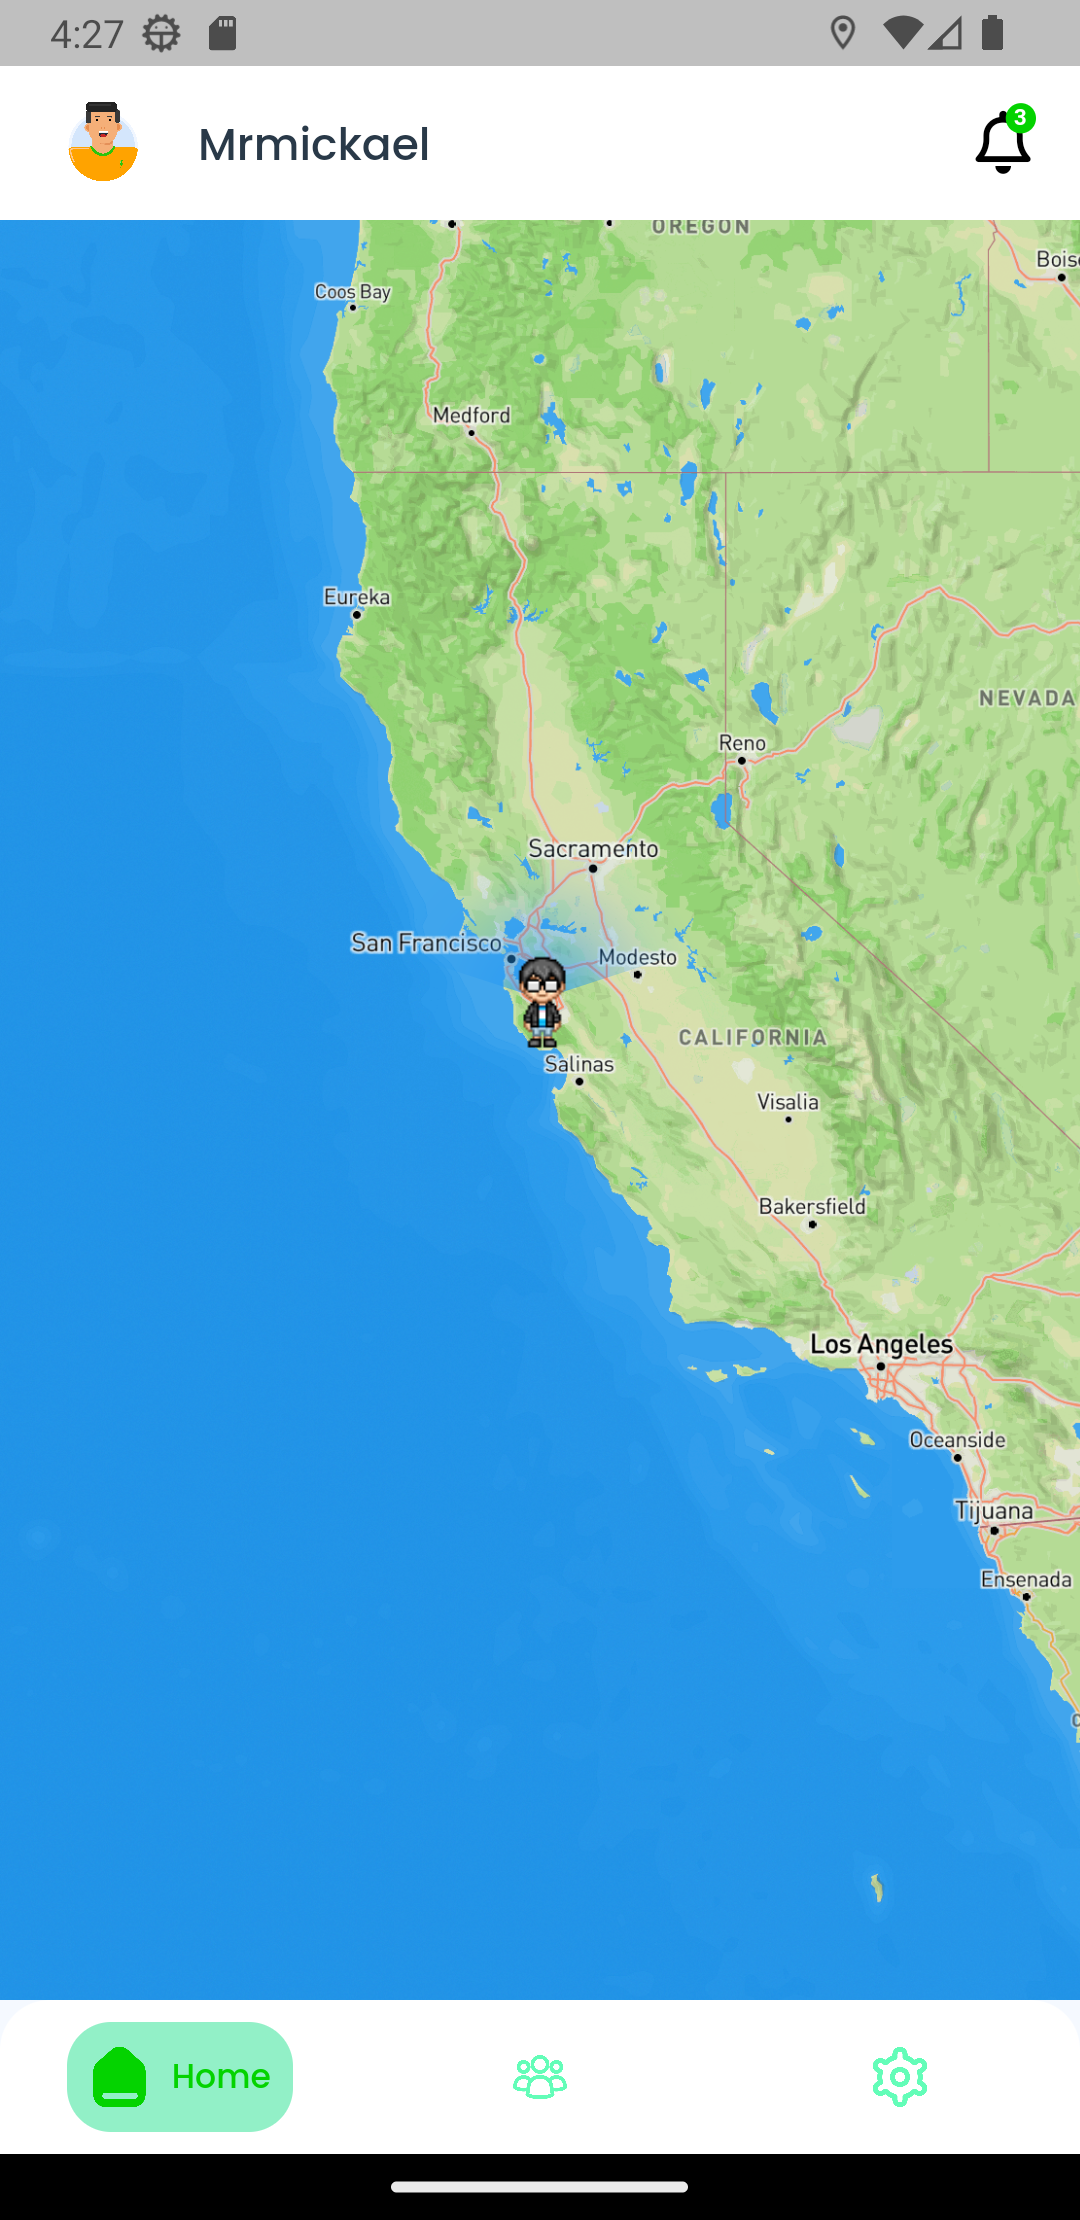 4:27
Mrmickael
3
OREGON
Coos Bay
Medford
Eureka
NEVADA
Reno
Sacramento
San Francisco
Modesto
CALIFORNIA
Salinas
Visalia
Bakersfield
Los Angeles
Oceanside
Tijuana
Ensenada
Home